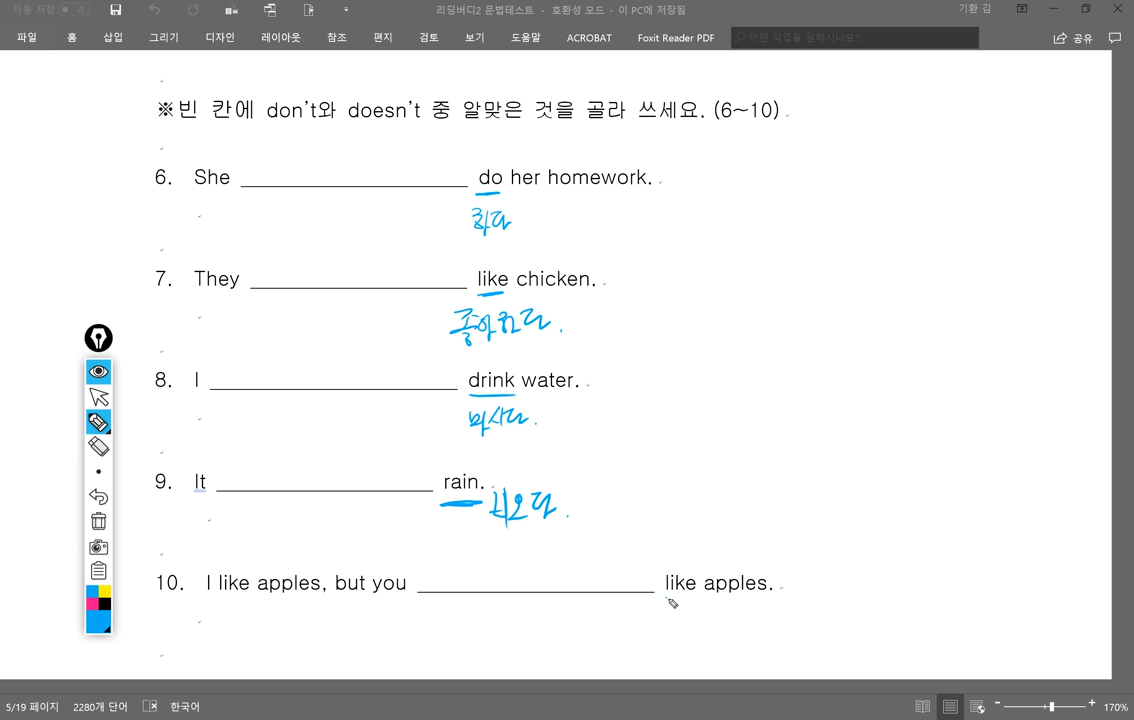 자동 저장 끔 리딩버디2 문법테스트 - 호환성 모드 - 이 PC에 저장됨 기환 김
파일 홈 삽입 그리기 디자인 레이아웃 참조 편지 검토 보기 도움말 ACROBAT Foxit Reader PDF 어떤 작업을 원하시나요? 공유
※빈 칸에 don't와 doesn't 중 알맞은 것을 골라 쓰세요. (6~10)
6. She ____________________ do her homework.
하다
7. They ____________________ like chicken.
좋아하다.
8. I ____________________ drink water.
마시다.
9. It ____________________ rain.
비오다.
10. I like apples, but you ____________________ like apples.
5/19 페이지 2280개 단어 한국어 170%